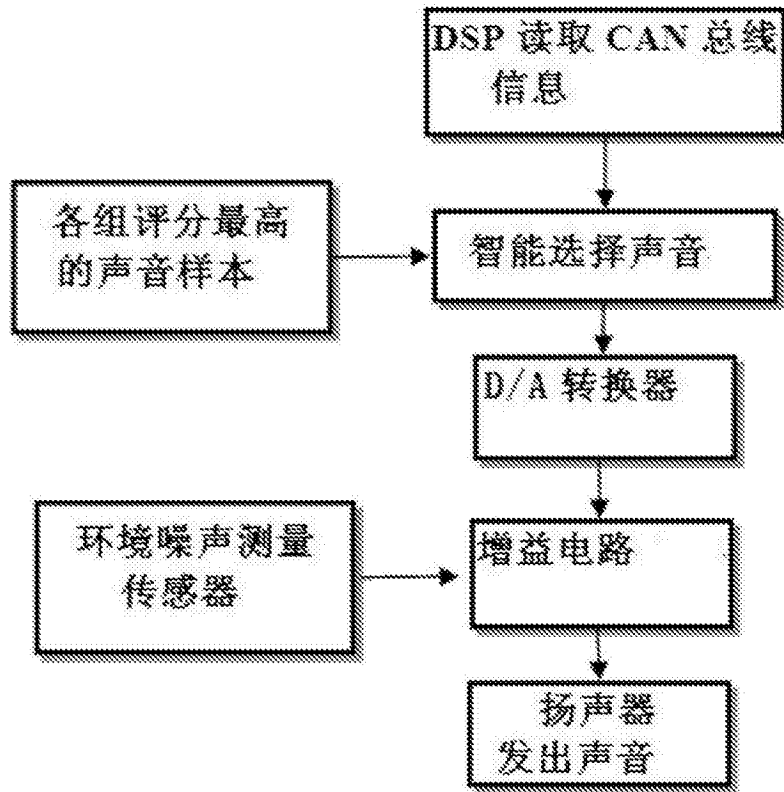 DSP 读取 CAN 总线
信息
各组评分最高
的声音样本
智能选择声音
D/A 转换器
环境噪声测量
传感器
增益电路
扬声器
发出声音